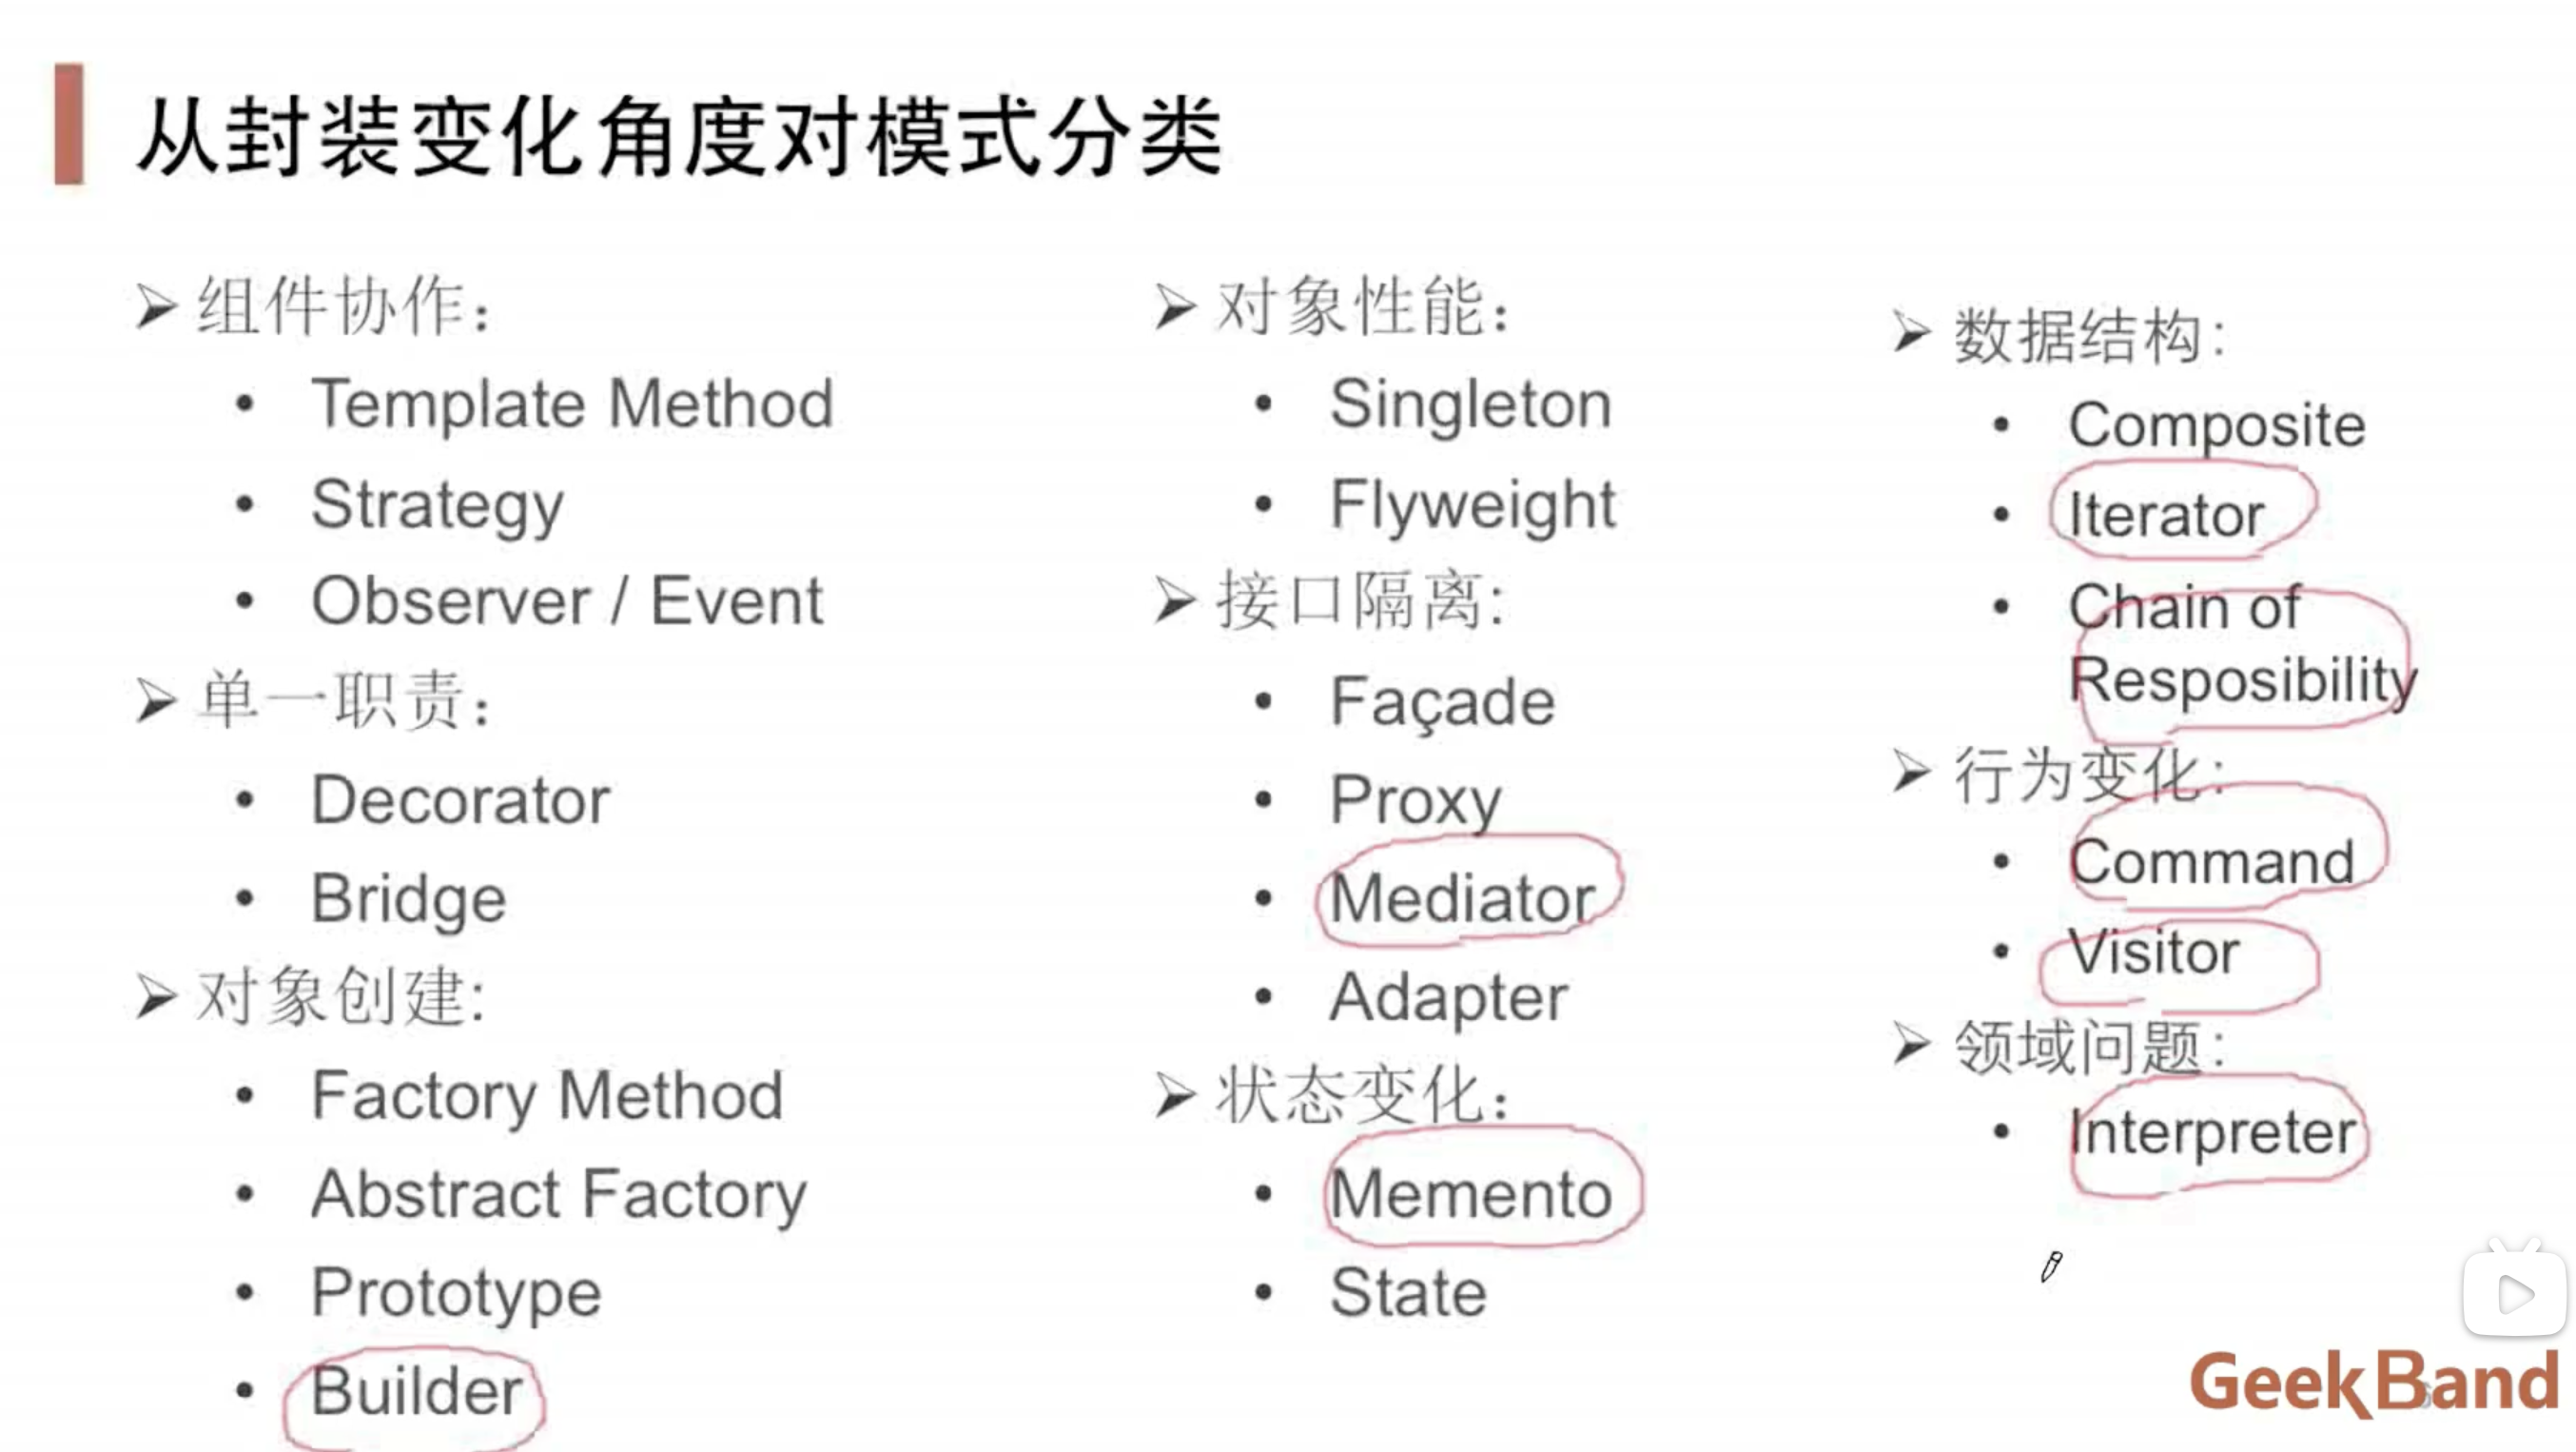 从封装变化角度对模式分类
组件协作：
Template Method
Strategy
Observer / Event
单一职责：
Decorator
Bridge
对象创建:
Factory Method
Abstract Factory
Prototype
Builder
对象性能：
Singleton
Flyweight
接口隔离:
Façade
Proxy
Mediator
Adapter
状态变化：
Memento
State
数据结构:
Composite
Iterator
Chain of
Resposibility
行为变化:
Command
Visitor
领域问题:
Interpreter
GeekBand